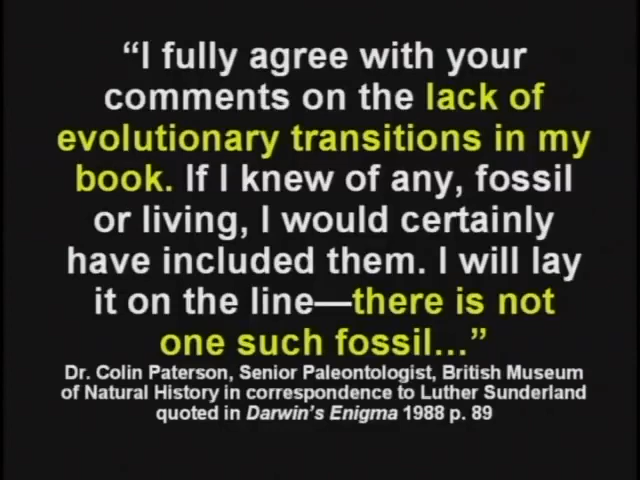 “I fully agree with your
comments on the lack of
evolutionary transitions in my
book. If I knew of any, fossil
or living, I would certainly
have included them. I will lay
it on the line—there is not
one such fossil...”
Dr. Colin Paterson, Senior Paleontologist, British Museum
of Natural History in correspondence to Luther Sunderland
quoted in Darwin’s Enigma 1988 p. 89